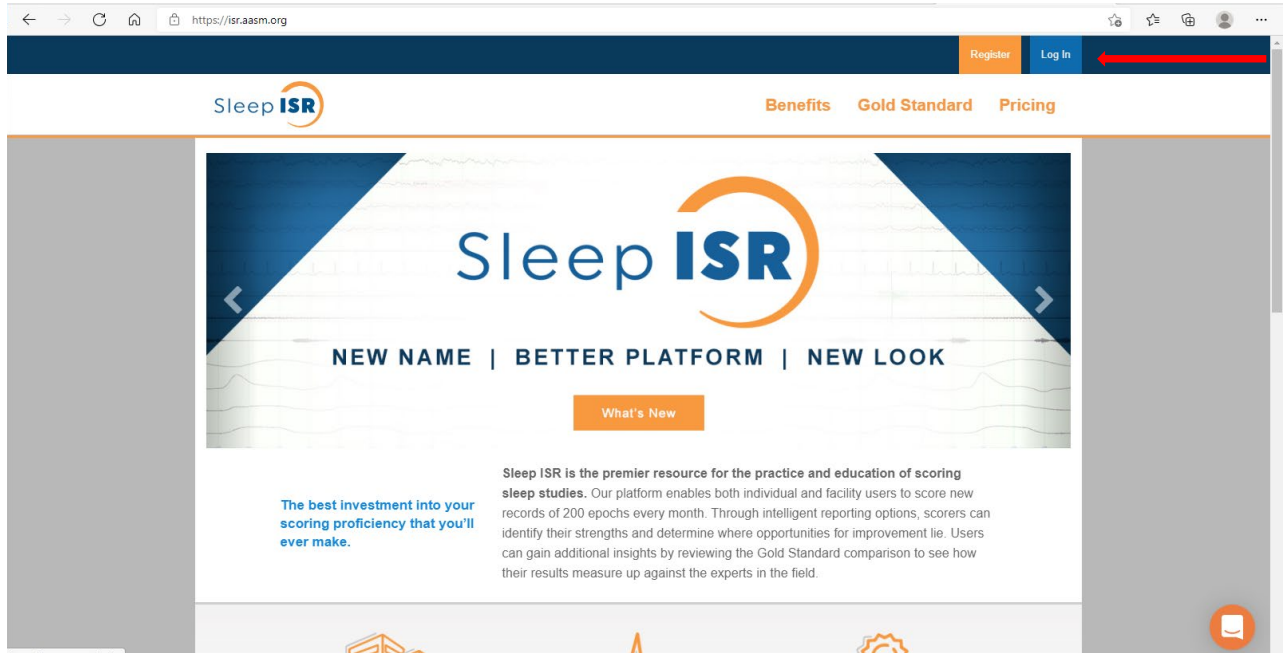 https://isr.aasm.org
Register Log In
Sleep ISR
Benefits Gold Standard Pricing
Sleep ISR
NEW NAME | BETTER PLATFORM | NEW LOOK
What's New
The best investment into your
scoring proficiency that you'll
ever make.
Sleep ISR is the premier resource for the practice and education of scoring
sleep studies. Our platform enables both individual and facility users to score new
records of 200 epochs every month. Through intelligent reporting options, scorers can
identify their strengths and determine where opportunities for improvement lie. Users
can gain additional insights by reviewing the Gold Standard comparison to see how
their results measure up against the experts in the field.